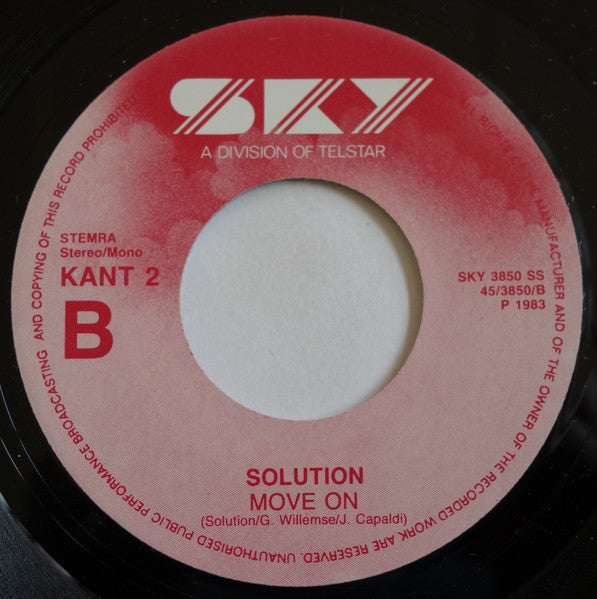 SKY
A DIVISION OF TELSTAR
STEMRA
Stereo/Mono
KANT 2
B
SKY 3850 SS
45/3850/B
P 1983
SOLUTION
MOVE ON
(Solution/G. Willemse/J. Capaldi)
ALL RIGHTS THE MANUFACTURER AND OF THE OWNER OF THE RECORDED WORK ARE RESERVED. UNAUTHORISED PUBLIC PERFORMANCE BROADCASTING AND COPYING OF THIS RECORD PROHIBITED